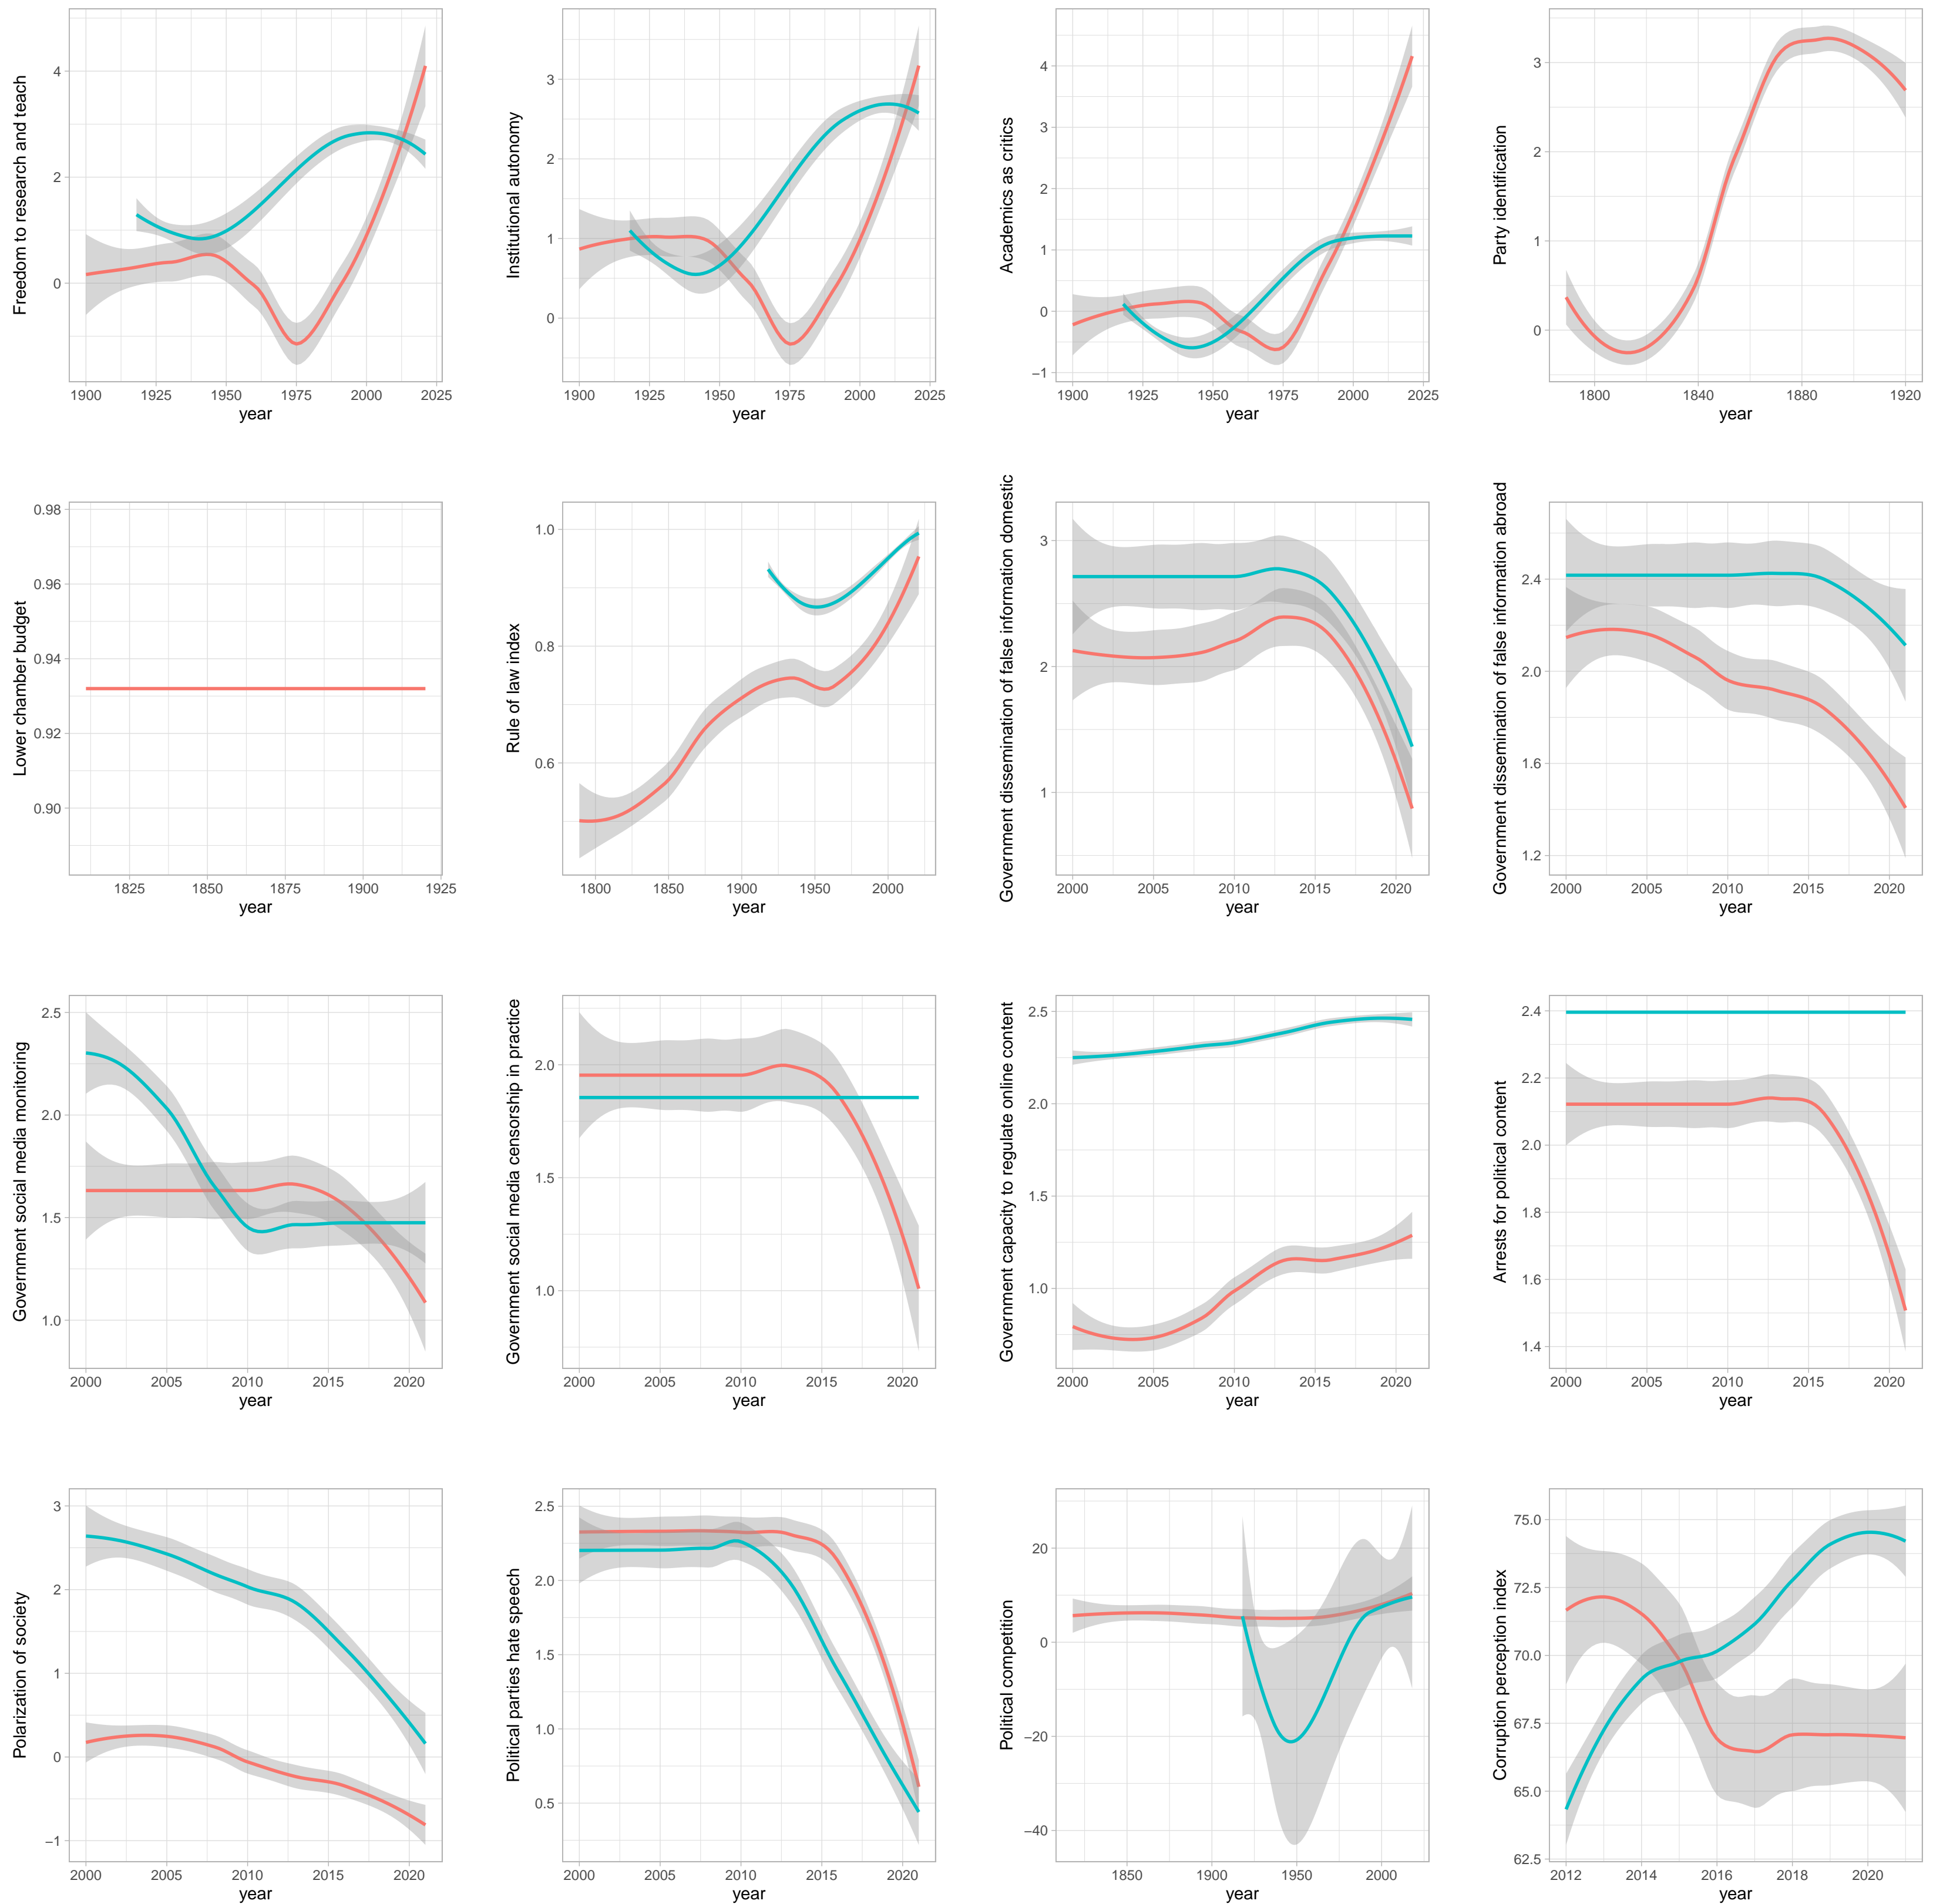 Freedom to research and teach
4
2
0
1900 1925 1950 1975 2000 2025
year
Institutional autonomy
3
2
1
0
1900 1925 1950 1975 2000 2025
year
Academics as critics
4
3
2
1
0
−1
1900 1925 1950 1975 2000 2025
year
Party identification
3
2
1
0
1800 1840 1880 1920
year
Lower chamber budget
0.98
0.96
0.94
0.92
0.90
1825 1850 1875 1900 1925
year
Rule of law index
1.0
0.8
0.6
1800 1850 1900 1950 2000
year
Government dissemination of false information domestic
3
2
1
2000 2005 2010 2015 2020
year
Government dissemination of false information abroad
2.4
2.0
1.6
1.2
2000 2005 2010 2015 2020
year
Government social media monitoring
2.5
2.0
1.5
1.0
2000 2005 2010 2015 2020
year
Government social media censorship in practice
2.0
1.5
1.0
2000 2005 2010 2015 2020
year
Government capacity to regulate online content
2.5
2.0
1.5
1.0
2000 2005 2010 2015 2020
year
Arrests for political content
2.4
2.2
2.0
1.8
1.6
1.4
2000 2005 2010 2015 2020
year
Polarization of society
3
2
1
0
−1
2000 2005 2010 2015 2020
year
Political parties hate speech
2.5
2.0
1.5
1.0
0.5
2000 2005 2010 2015 2020
year
Political competition
20
0
−20
−40
1850 1900 1950 2000
year
Corruption perception index
75.0
72.5
70.0
67.5
65.0
62.5
2012 2014 2016 2018 2020
year